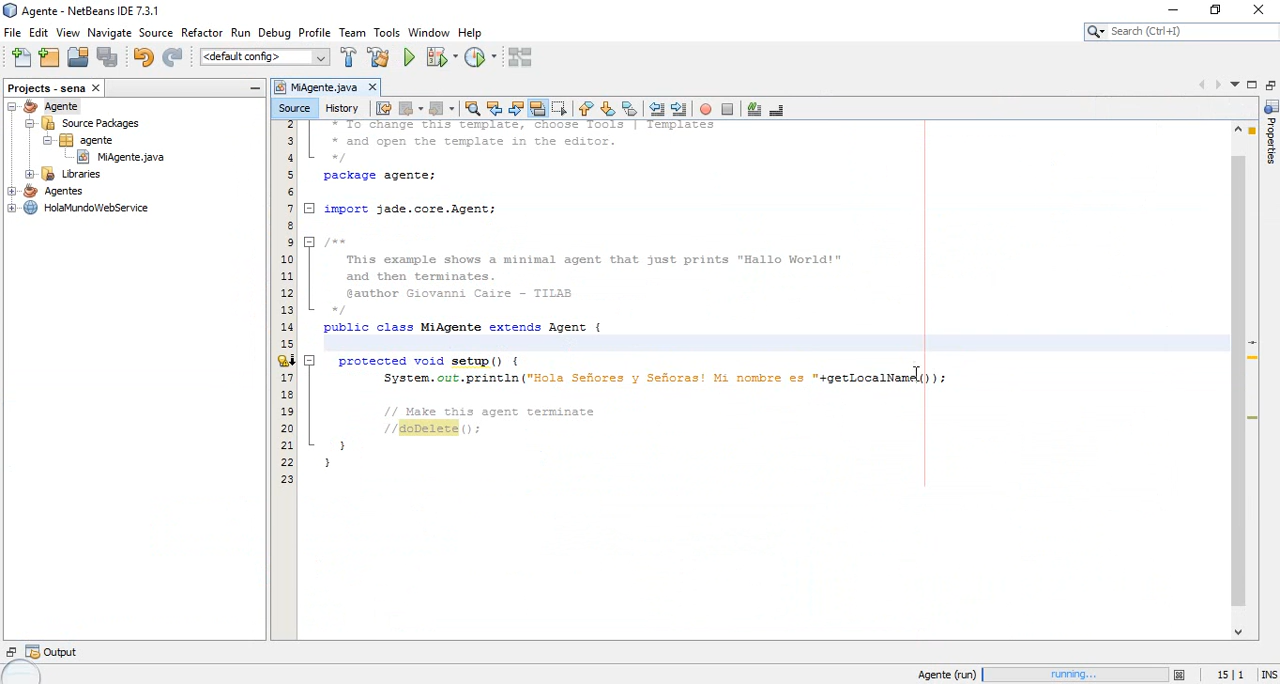 Agente - NetBeans IDE 7.3.1
File Edit View Navigate Source Refactor Run Debug Profile Team Tools Window Help
Search (Ctrl+I)
<default config>
Projects - sena
MiAgente.java
Source History
Agente
Source Packages
agente
MiAgente.java
Libraries
Agentes
HolaMundoWebService
Properties
2 * To change this template, choose Tools | Templates
3 * and open the template in the editor.
4 */
5 package agente;
6
7 import jade.core.Agent;
8
9 /**
10 This example shows a minimal agent that just prints "Hallo World!"
11 and then terminates.
12 @author Giovanni Caire - TILAB
13 */
14 public class MiAgente extends Agent {
15
16 protected void setup() {
17 System.out.println("Hola Señores y Señoras! Mi nombre es "+getLocalName());
18
19 // Make this agent terminate
20 //doDelete();
21 }
22 }
23
Output
Agente (run) running... 15 | 1 INS